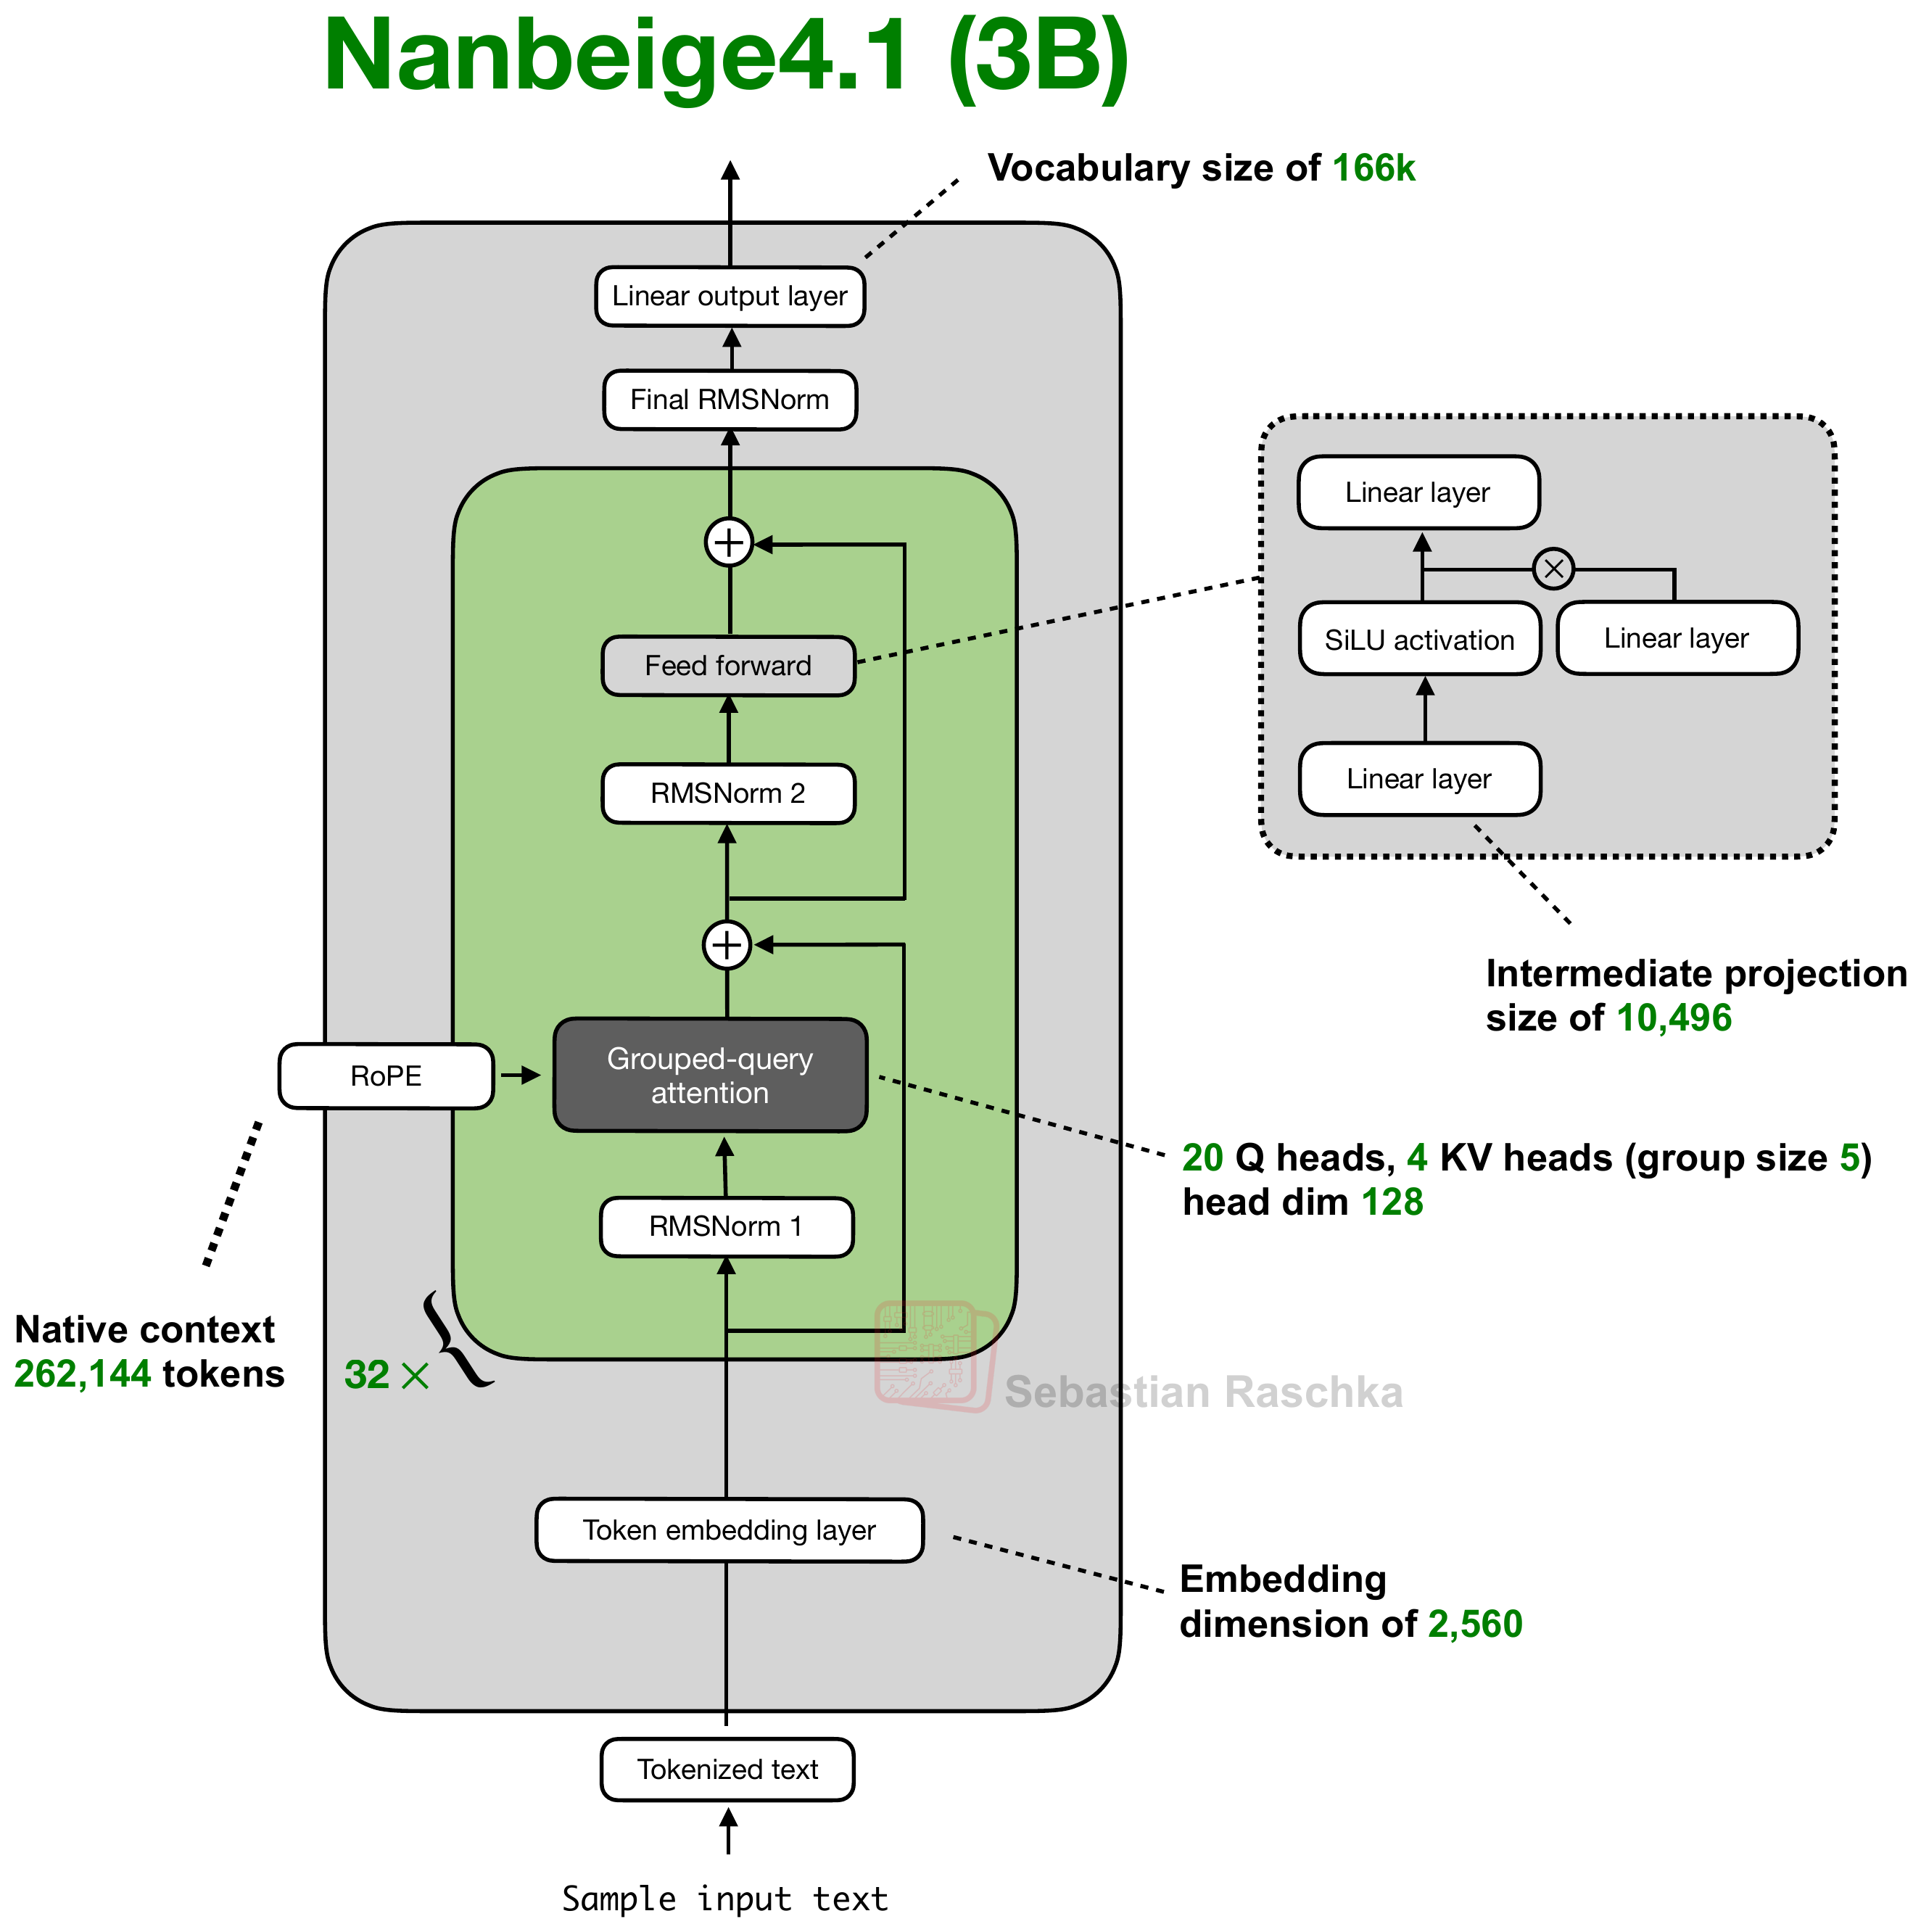 Nanbeige4.1 (3B)
Vocabulary size of 166k
Linear output layer
Final RMSNorm
Feed forward
RMSNorm 2
Grouped-query
attention
RoPE
RMSNorm 1
32 ×
Native context
262,144 tokens
Linear layer
SiLU activation
Linear layer
Linear layer
Intermediate projection
size of 10,496
20 Q heads, 4 KV heads (group size 5)
head dim 128
Sebastian Raschka
Token embedding layer
Embedding
dimension of 2,560
Tokenized text
Sample input text